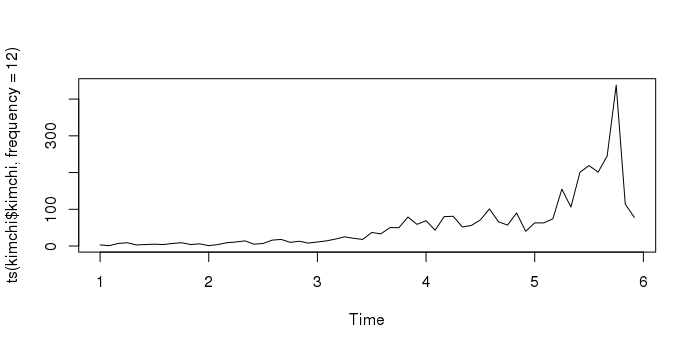 ts(kimchi$kimchi, frequency = 12)
300
100
0
1 2 3 4 5 6
Time